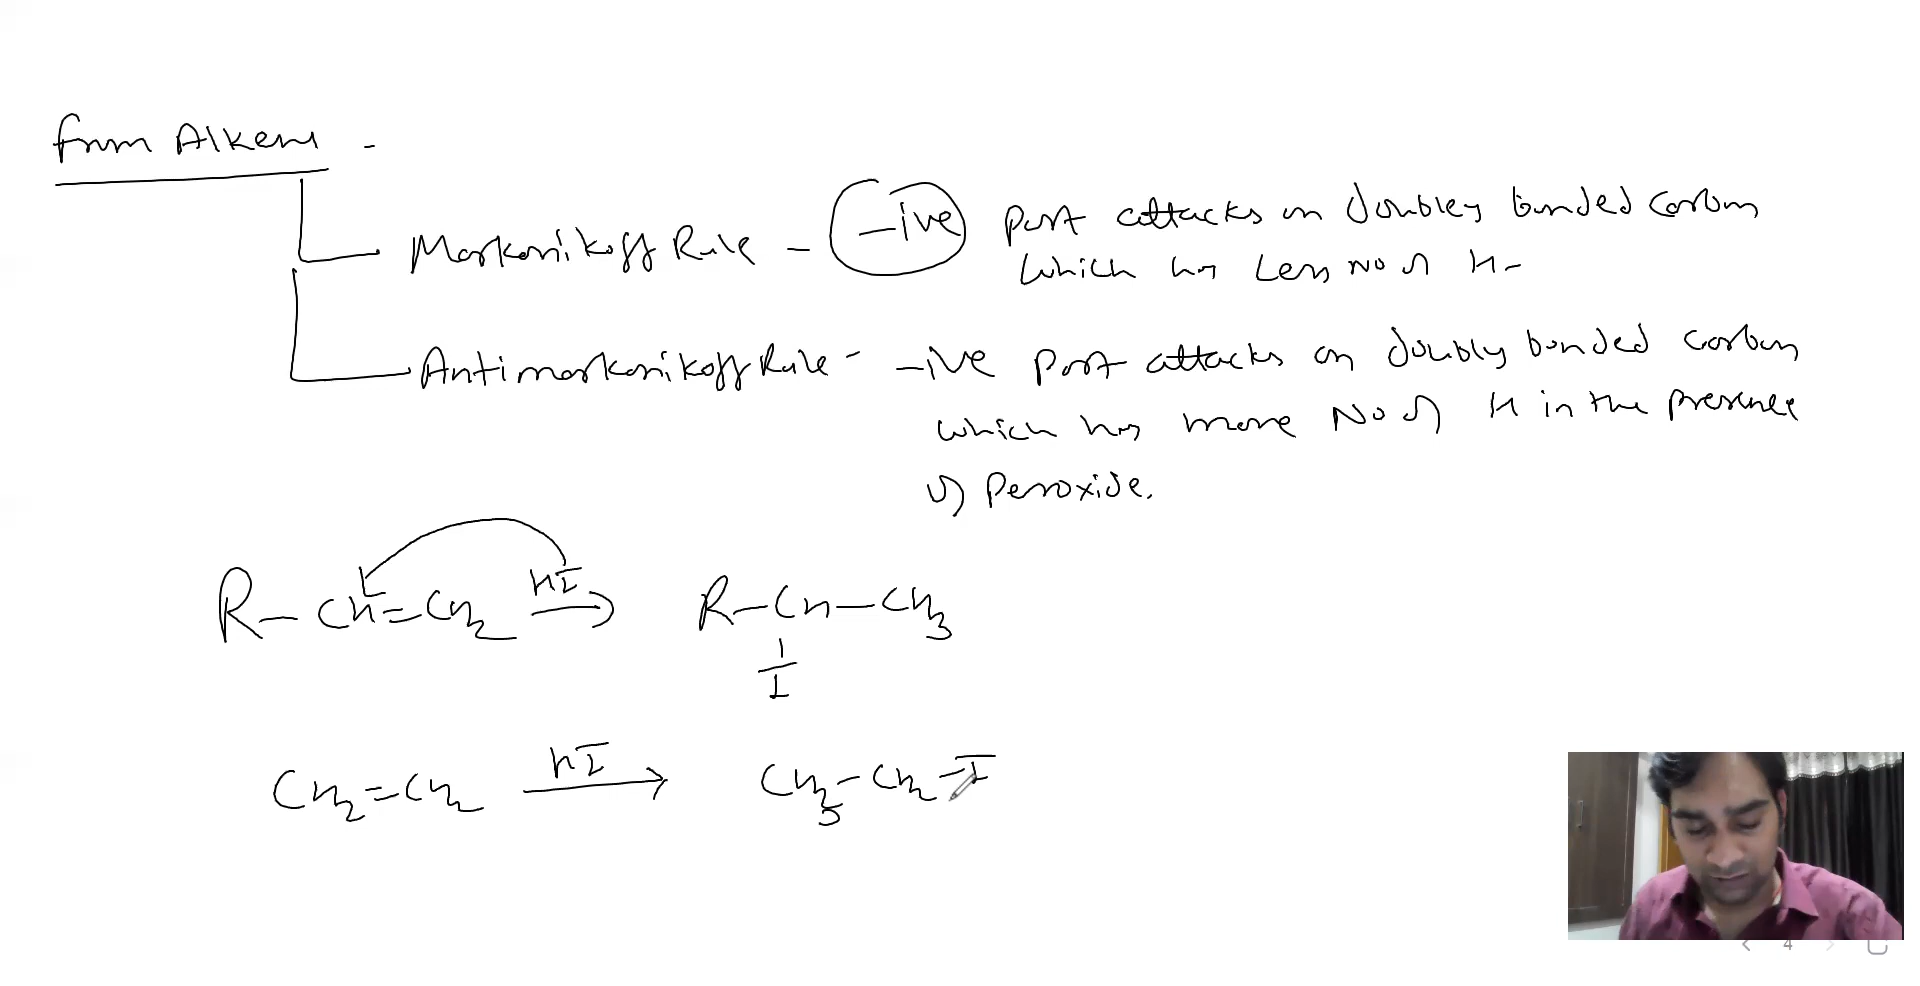 From Alkene -
Markonikoff Rule - -ive part attacks on doubley bonded carbon
which has Less No of H-
Antimarkonikoff Rule - -ive part attacks on doubly bonded carbon
which has more No of H in the presence
of Peroxide.
R-CH=CH2 HI → R-CH-CH3
I
CH2=CH2 HI → CH3-CH2-I
4